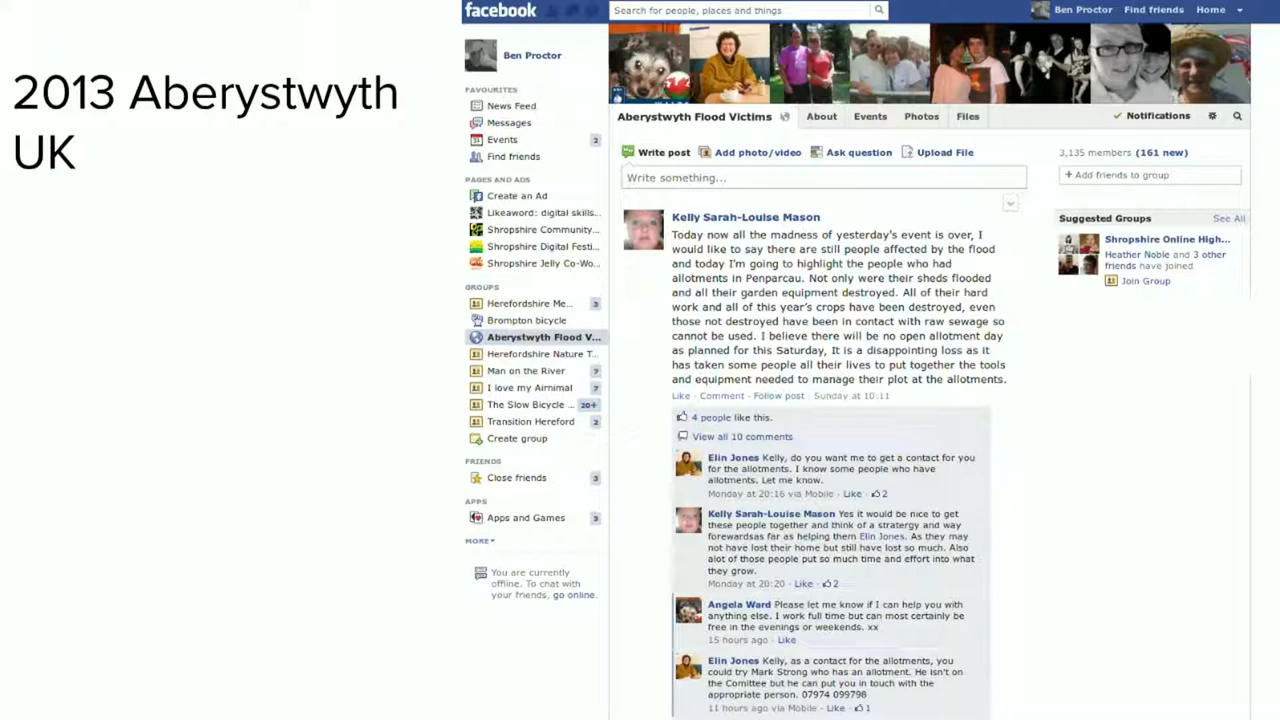 2013 Aberystwyth
UK
facebook
Search for people, places and things
Ben Proctor
Find friends
Home
Ben Proctor
FAVOURITES
News Feed
Messages
Events 2
Find friends
PAGES AND ADS
Create an Ad
Likeaword: digital skills...
Shropshire Community...
Shropshire Digital Festi...
Shropshire Jelly Co-Wo...
GROUPS
Herefordshire Me... 3
Brompton bicycle
Aberystwyth Flood V...
Herefordshire Nature T...
Man on the River 7
I love my Airnimal 7
The Slow Bicycle ... 20+
Transition Hereford 2
Create group
FRIENDS
Close friends 3
APPS
Apps and Games 3
MORE
You are currently
offline. To chat with
your friends, go online.
Aberystwyth Flood Victims
About
Events
Photos
Files
Notifications
Write post
Add photo/video
Ask question
Upload File
Write something...
Kelly Sarah-Louise Mason
Today now all the madness of yesterday's event is over, I
would like to say there are still people affected by the flood
and today I'm going to highlight the people who had
allotments in Penparcau. Not only were their sheds flooded
and all their garden equipment destroyed. All of their hard
work and all of this year's crops have been destroyed, even
those not destroyed have been in contact with raw sewage so
cannot be used. I believe there will be no open allotment day
as planned for this Saturday, It is a disappointing loss as it
has taken some people all their lives to put together the tools
and equipment needed to manage their plot at the allotments.
Like · Comment · Follow post · Sunday at 10:11
4 people like this.
View all 10 comments
Elin Jones Kelly, do you want me to get a contact for you
for the allotments. I know some people who have
allotments. Let me know.
Monday at 20:16 via Mobile · Like · 2
Kelly Sarah-Louise Mason Yes it would be nice to get
these people together and think of a stratergy and way
forewardsas far as helping them Elin Jones. As they may
not have lost their home but still have lost so much. Also
alot of those people put so much time and effort into what
they grow.
Monday at 20:20 · Like · 2
Angela Ward Please let me know if I can help you with
anything else. I work full time but can most certainly be
free in the evenings or weekends. xx
15 hours ago · Like
Elin Jones Kelly, as a contact for the allotments, you
could try Mark Strong who has an allotment. He isn't on
the Comittee but he can put you in touch with the
appropriate person. 07974 099798
11 hours ago via Mobile · Like · 1
3,135 members (161 new)
+ Add friends to group
Suggested Groups
See All
Shropshire Online High...
Heather Noble and 3 other
friends have joined
Join Group